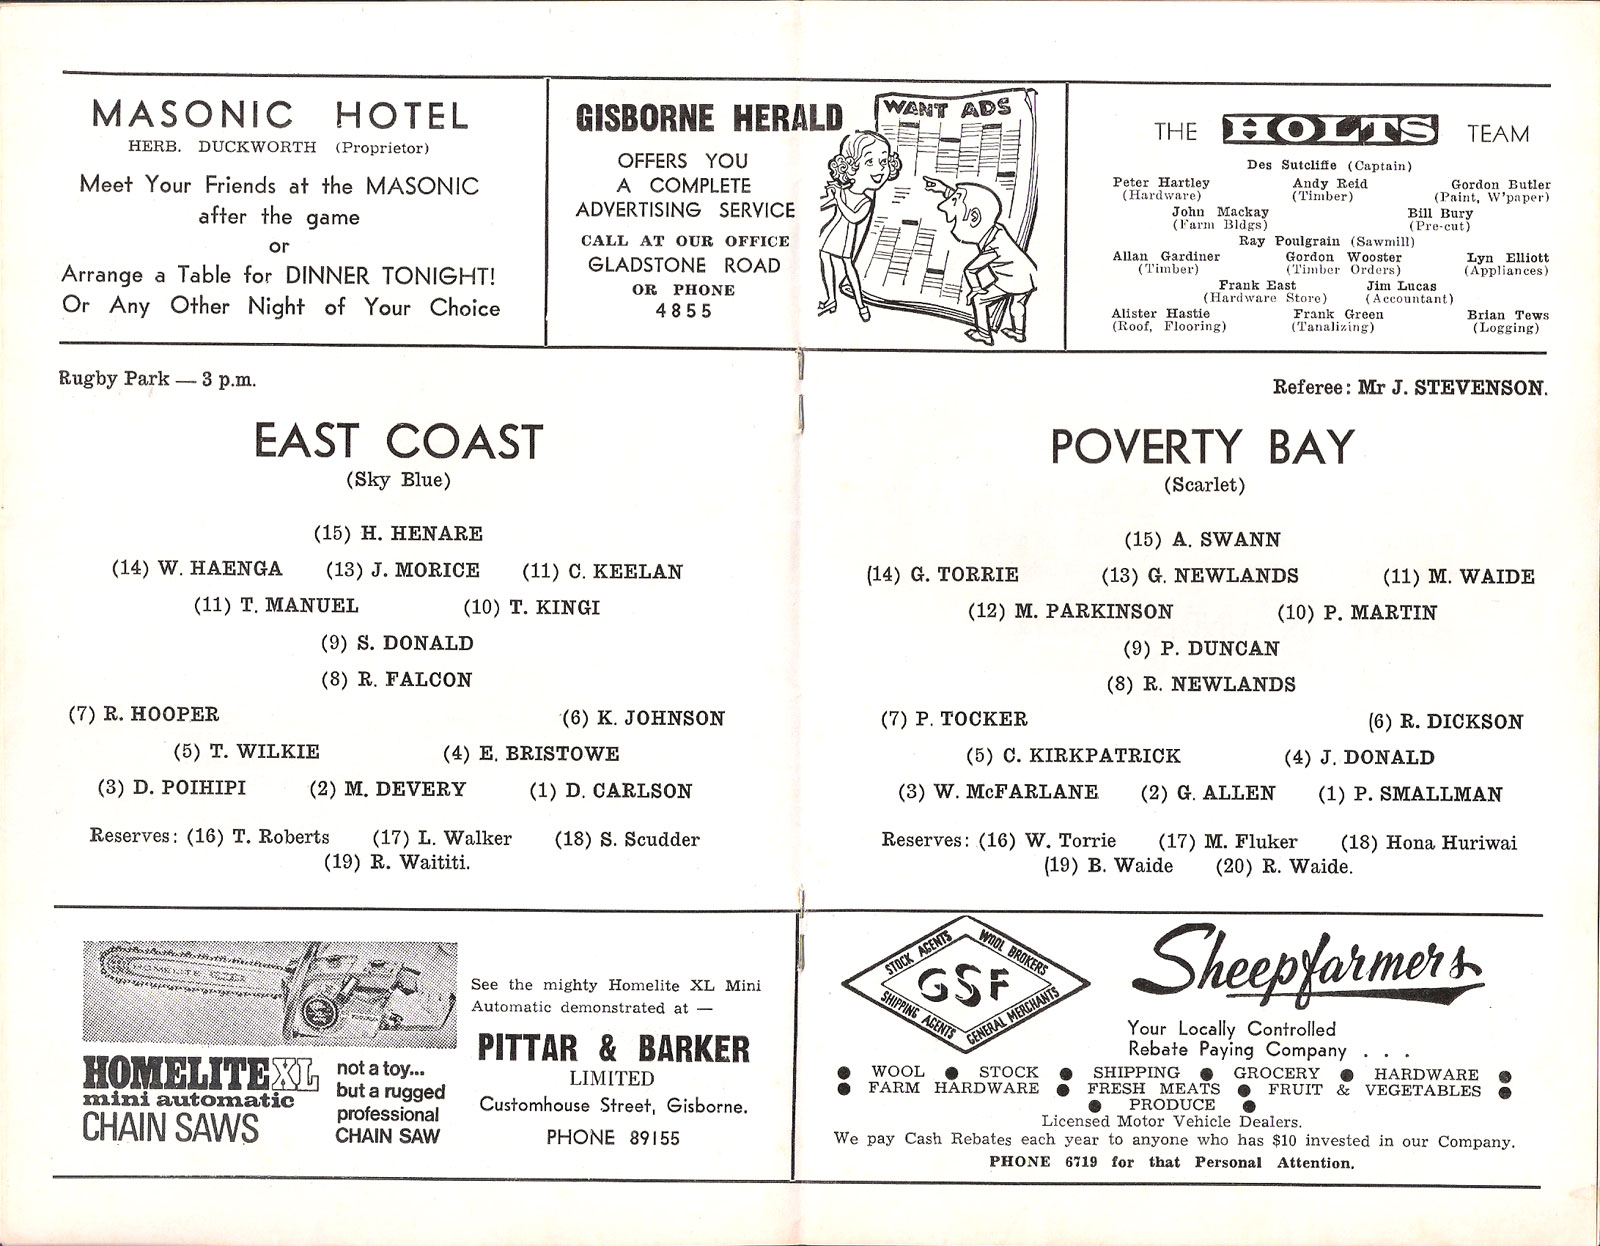 MASONIC HOTEL
HERB. DUCKWORTH (Proprietor)
Meet Your Friends at the MASONIC
after the game
or
Arrange a Table for DINNER TONIGHT!
Or Any Other Night of Your Choice
GISBORNE HERALD
OFFERS YOU
A COMPLETE
ADVERTISING SERVICE
CALL AT OUR OFFICE
GLADSTONE ROAD
OR PHONE
4855
WANT ADS
THE HOLTS TEAM
Des Sutcliffe (Captain)
Peter Hartley Andy Reid Gordon Butler
(Hardware) (Timber) (Paint, W'paper)
John Mackay Bill Bury
(Farm Bldgs) (Pre-cut)
Ray Poulgrain (Sawmill)
Allan Gardiner Gordon Wooster Lyn Elliott
(Timber) (Timber Orders) (Appliances)
Frank East Jim Lucas
(Hardware Store) (Accountant)
Alister Hastie Frank Green Brian Tews
(Roof, Flooring) (Tanalizing) (Logging)
Rugby Park — 3 p.m.
EAST COAST
(Sky Blue)
(15) H. HENARE
(14) W. HAENGA (13) J. MORICE (11) C. KEELAN
(11) T. MANUEL (10) T. KINGI
(9) S. DONALD
(8) R. FALCON
(7) R. HOOPER (6) K. JOHNSON
(5) T. WILKIE (4) E. BRISTOWE
(3) D. POIHIPI (2) M. DEVERY (1) D. CARLSON
Reserves: (16) T. Roberts (17) L. Walker (18) S. Scudder
(19) R. Waititi.
Referee: Mr J. STEVENSON.
POVERTY BAY
(Scarlet)
(15) A. SWANN
(14) G. TORRIE (13) G. NEWLANDS (11) M. WAIDE
(12) M. PARKINSON (10) P. MARTIN
(9) P. DUNCAN
(8) R. NEWLANDS
(7) P. TOCKER (6) R. DICKSON
(5) C. KIRKPATRICK (4) J. DONALD
(3) W. McFARLANE (2) G. ALLEN (1) P. SMALLMAN
Reserves: (16) W. Torrie (17) M. Fluker (18) Hona Huriwai
(19) B. Waide (20) R. Waide.
HOMELITE
HOMELITE XL
mini automatic
CHAIN SAWS
not a toy...
but a rugged
professional
CHAIN SAW
See the mighty Homelite XL Mini
Automatic demonstrated at —
PITTAR & BARKER
LIMITED
Customhouse Street, Gisborne.
PHONE 89155
STOCK AGENTS WOOL BROKERS
GSF
SHIPPING AGENTS GENERAL MERCHANTS
Sheepfarmers
Your Locally Controlled
Rebate Paying Company . . .
● WOOL ● STOCK ● SHIPPING ● GROCERY ● HARDWARE ●
● FARM HARDWARE ● FRESH MEATS ● FRUIT & VEGETABLES ●
● PRODUCE ●
Licensed Motor Vehicle Dealers.
We pay Cash Rebates each year to anyone who has $10 invested in our Company.
PHONE 6719 for that Personal Attention.